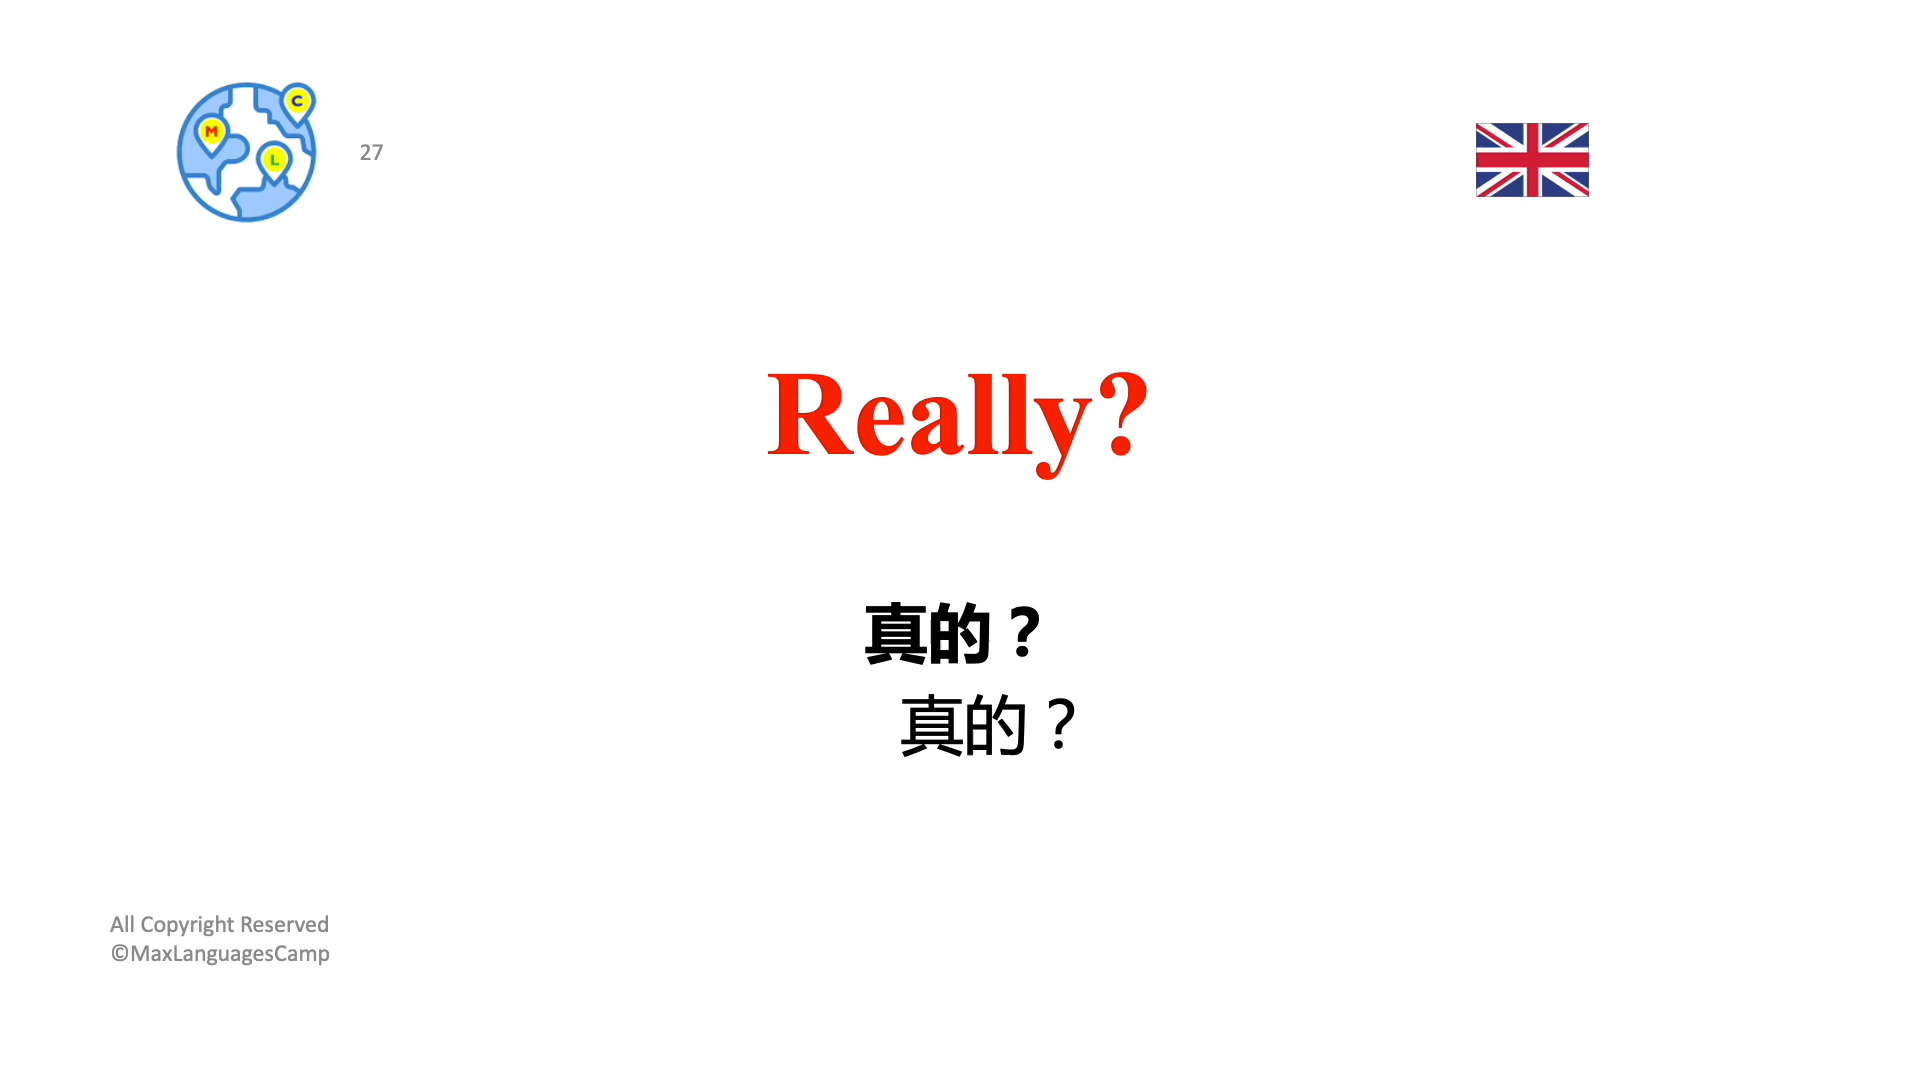 C
M
L
27
Really?
真的？
真的？
All Copyright Reserved
©MaxLanguagesCamp